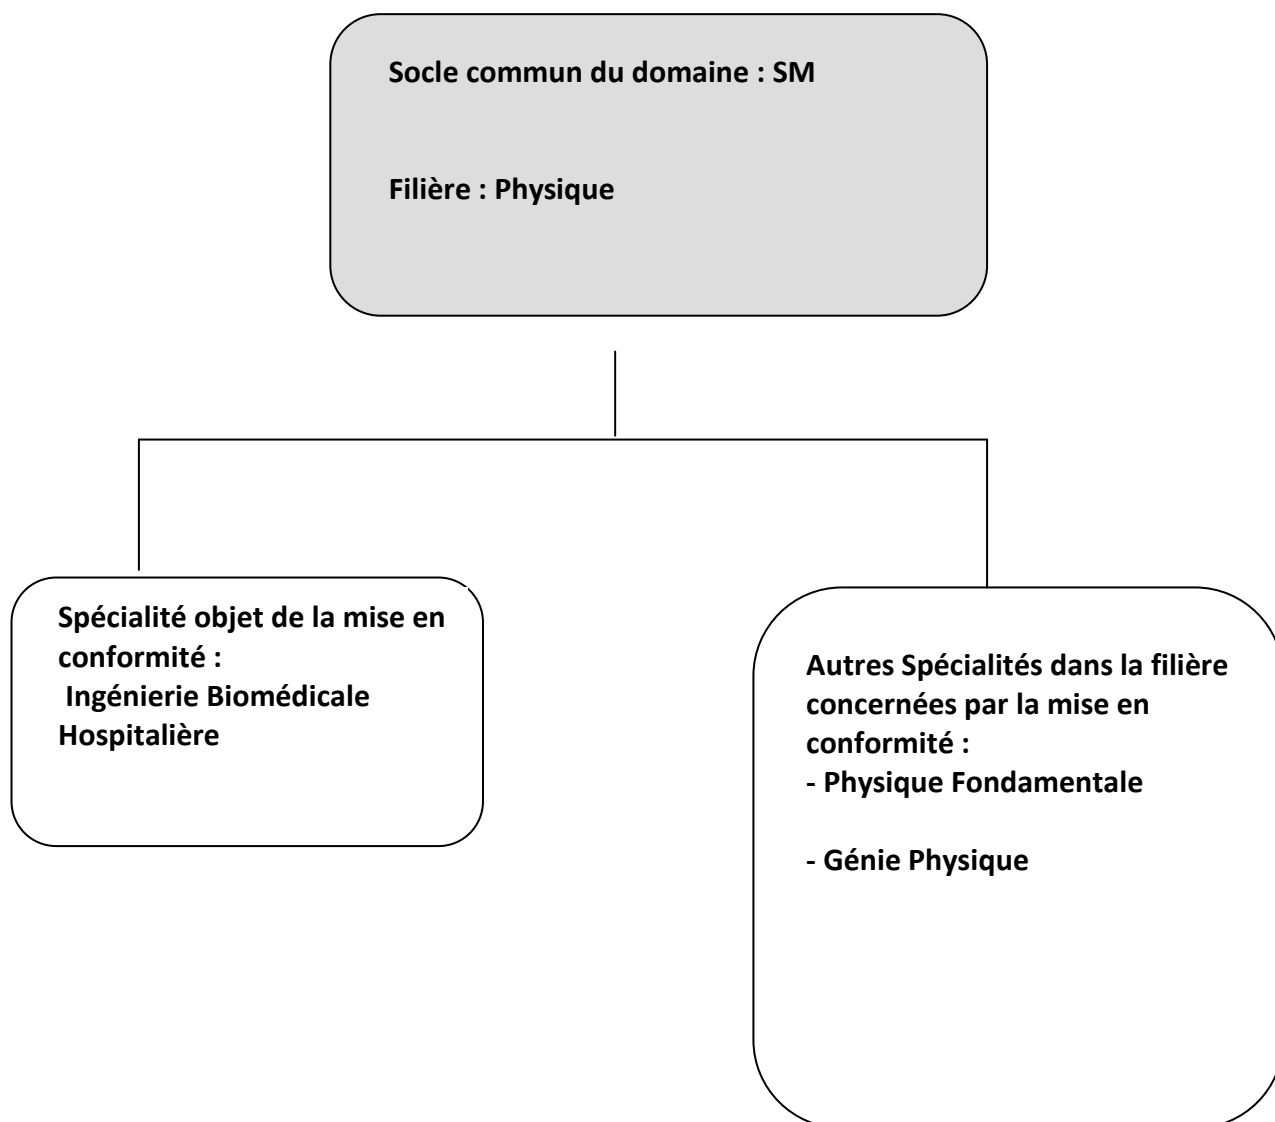 Socle commun du domaine : SM
Filière : Physique
Spécialité objet de la mise en
conformité :
Ingénierie Biomédicale
Hospitalière
Autres Spécialités dans la filière
concernées par la mise en
conformité :
- Physique Fondamentale
- Génie Physique